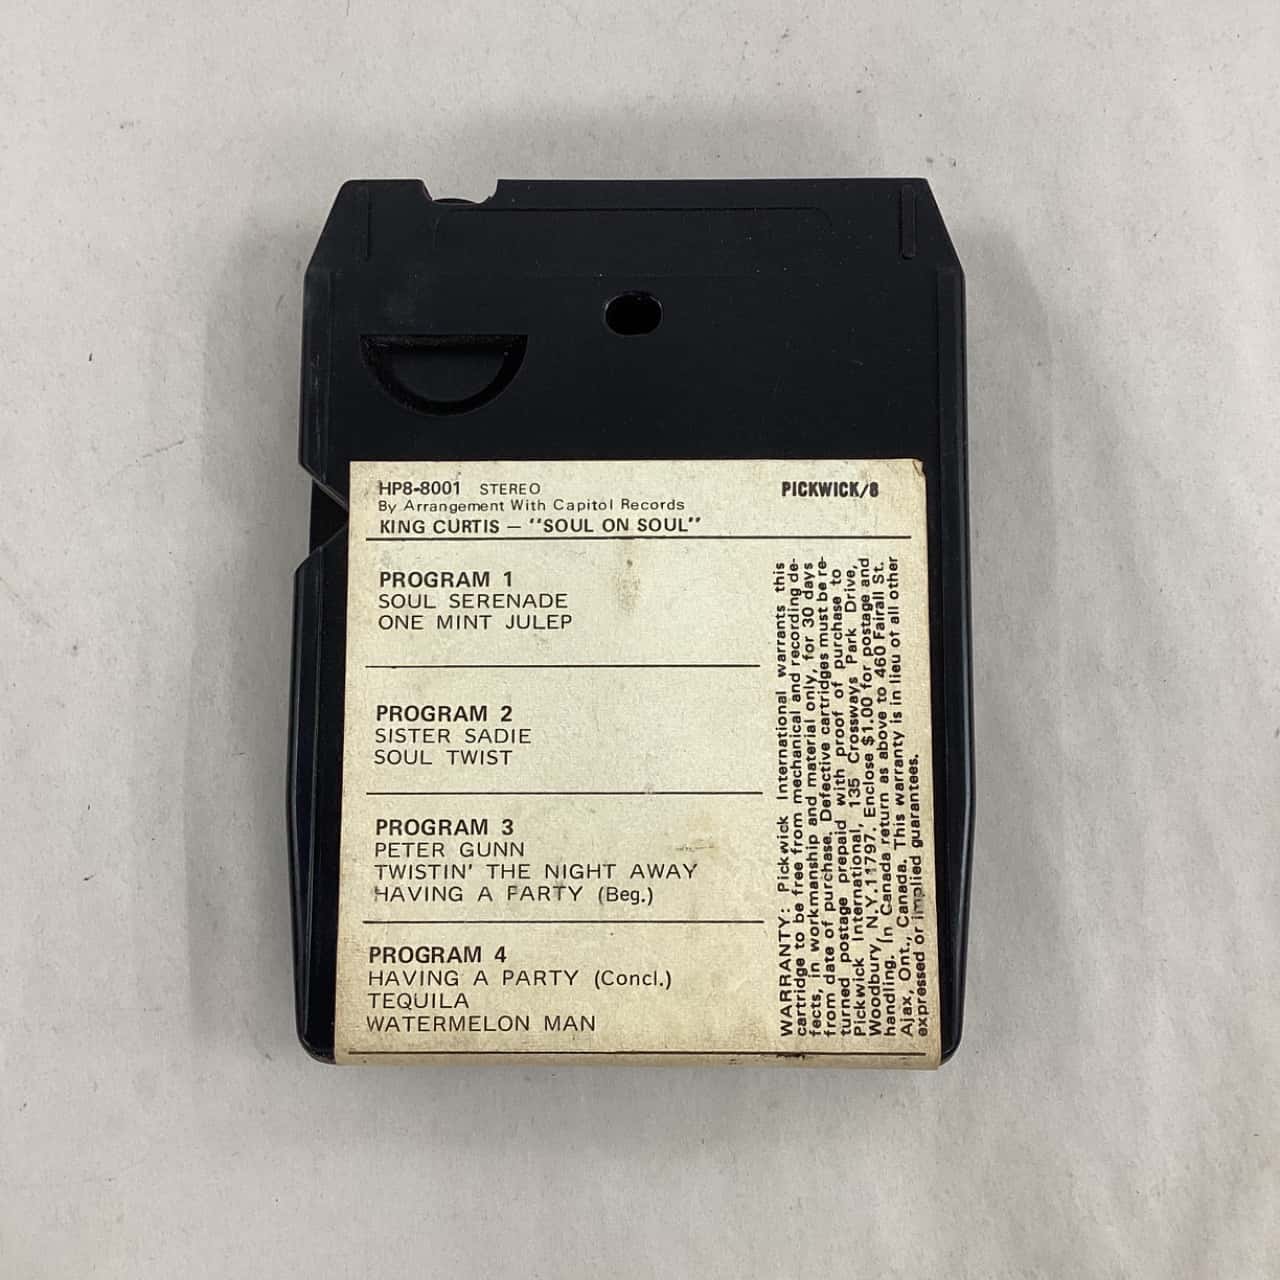 HP8-8001 STEREO PICKWICK/8
By Arrangement With Capitol Records
KING CURTIS — "SOUL ON SOUL"
PROGRAM 1
SOUL SERENADE
ONE MINT JULEP
PROGRAM 2
SISTER SADIE
SOUL TWIST
PROGRAM 3
PETER GUNN
TWISTIN' THE NIGHT AWAY
HAVING A PARTY (Beg.)
PROGRAM 4
HAVING A PARTY (Concl.)
TEQUILA
WATERMELON MAN
WARRANTY: Pickwick International warrants this
cartridge to be free from mechanical and recording de-
fects, in workmanship and material only, for 30 days
from date of purchase. Defective cartridges must be re-
turned postage prepaid with proof of purchase to
Pickwick International, 135 Crossways Park Drive,
Woodbury, N.Y. 11797. Enclose $1.00 for postage and
handling. In Canada return as above to 460 Fairall St.
Ajax, Ont., Canada. This warranty is in lieu of all other
expressed or implied guarantees.